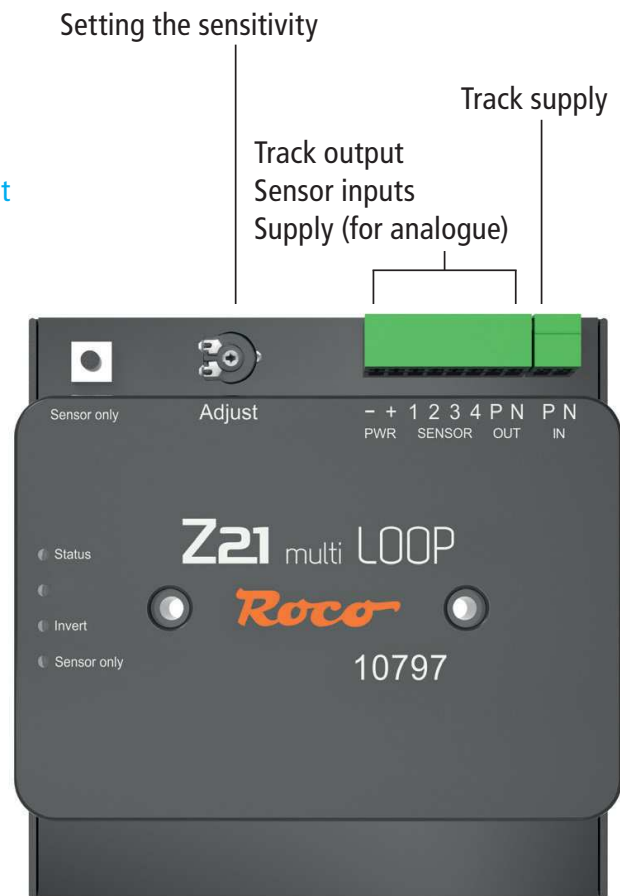 Setting the sensitivity
Track supply
Track output
Sensor inputs
Supply (for analogue)
t
Sensor only
Adjust
- + 1 2 3 4 P N P N
PWR SENSOR OUT IN
Z21 multi LOOP
Roco
10797
Status
Invert
Sensor only